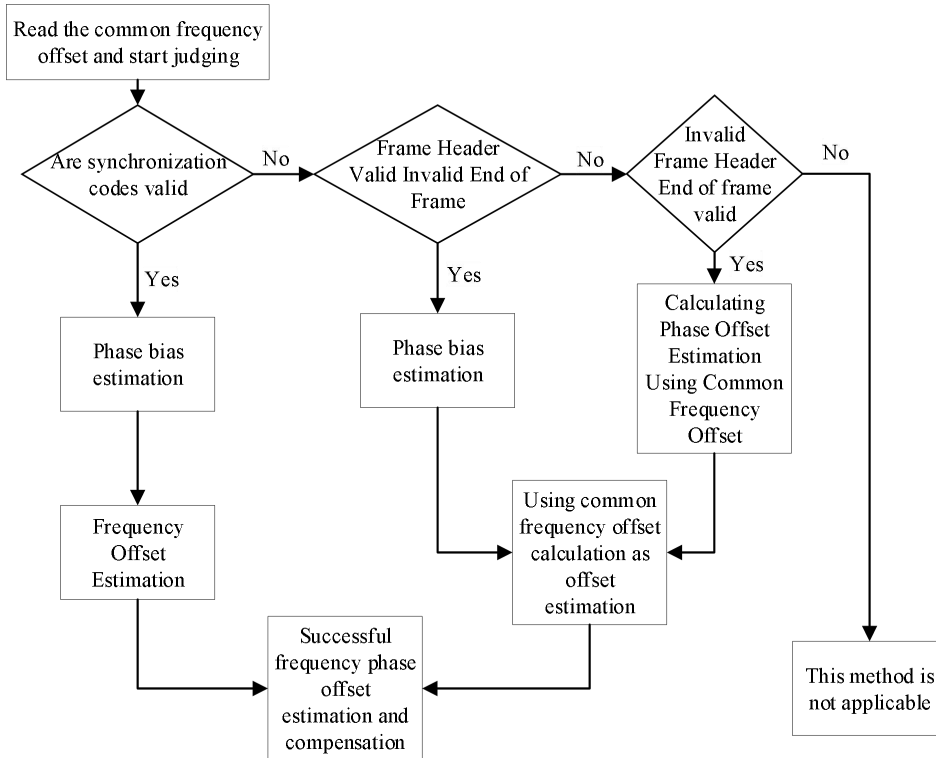 Read the common frequency
offset and start judging
Are synchronization
codes valid
No
Frame Header
Valid Invalid End of
Frame
No
Invalid
Frame Header
End of frame
valid
No
Yes
Yes
Yes
Phase bias
estimation
Phase bias
estimation
Calculating
Phase Offset
Estimation
Using Common
Frequency
Offset
Frequency
Offset
Estimation
Using common
frequency offset
calculation as
offset
estimation
Successful
frequency phase
offset
estimation and
compensation
This method is
not applicable